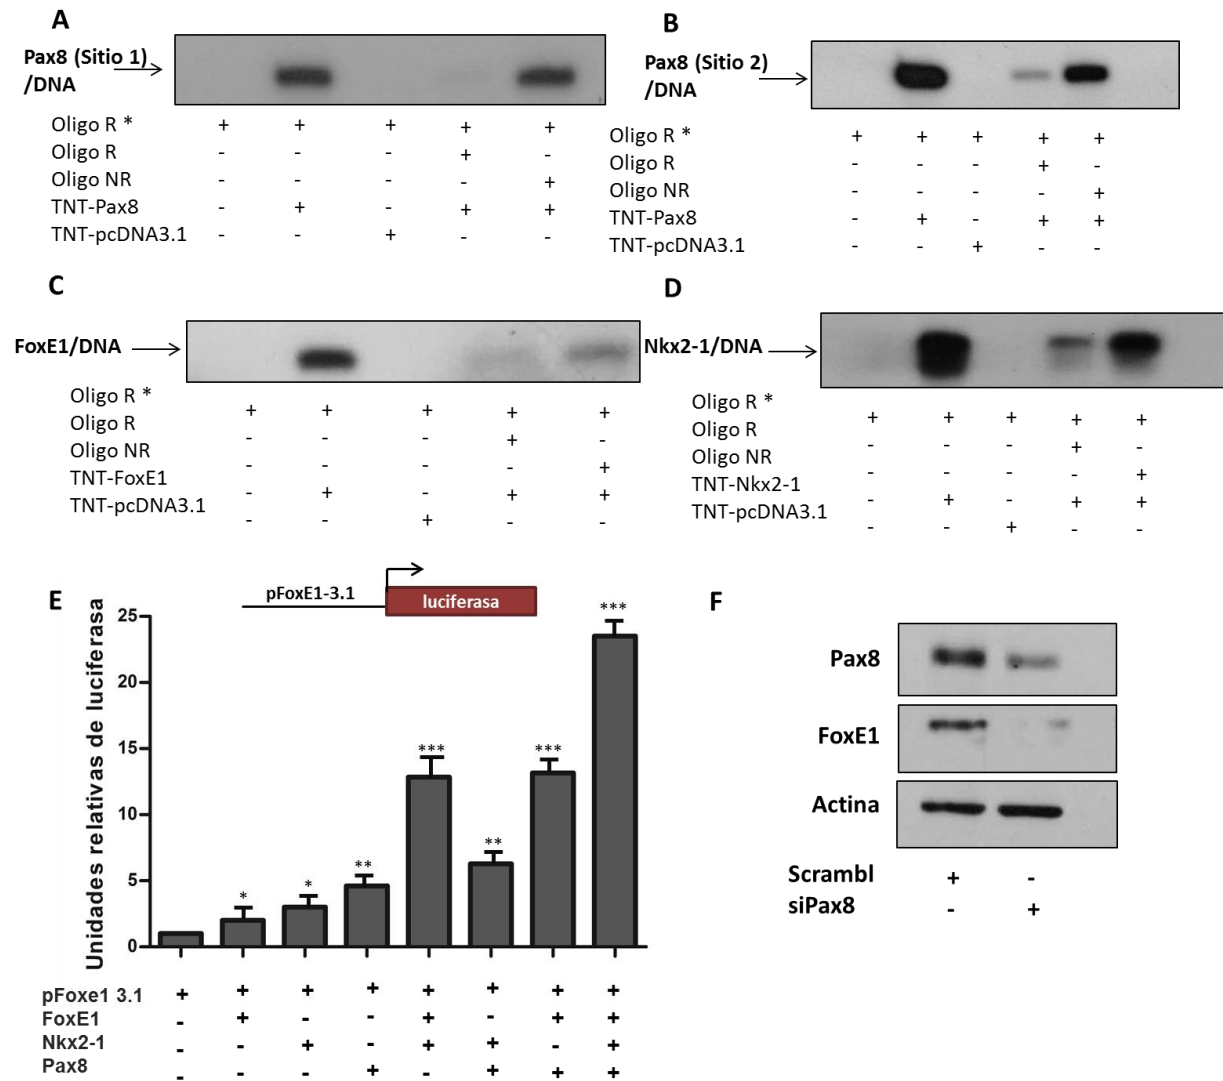 A
Pax8 (Sitio 1)
/DNA
Oligo R * + + + + +
Oligo R - - - + -
Oligo NR - - - - +
TNT-Pax8 - + - + +
TNT-pcDNA3.1 - - + - -
B
Pax8 (Sitio 2)
/DNA
Oligo R * + + + + +
Oligo R - - - + -
Oligo NR - - - - +
TNT-Pax8 - + - + +
TNT-pcDNA3.1 - - + - -
C
FoxE1/DNA
Oligo R * + + + + +
Oligo R - - - + -
Oligo NR - - - - +
TNT-FoxE1 - + - + +
TNT-pcDNA3.1 - - + - -
D
Nkx2-1/DNA
Oligo R * + + + + +
Oligo R - - - + -
Oligo NR - - - - +
TNT-Nkx2-1 - + - + +
TNT-pcDNA3.1 - - + - -
E
pFoxE1-3.1
luciferasa
Unidades relativas de luciferasa
25
20
15
10
5
0
* * ** *** ** *** ***
pFoxe1 3.1 + + + + + + + +
FoxE1 - + - - + - + +
Nkx2-1 - - + - + + - +
Pax8 - - - + - + + +
F
Pax8
FoxE1
Actina
Scrambl + -
siPax8 - +